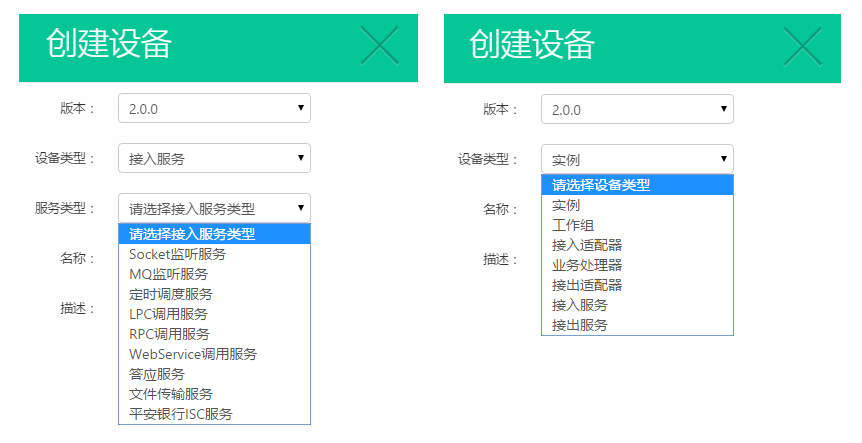 创建设备
版本：
2.0.0
设备类型：
接入服务
服务类型：
请选择接入服务类型
请选择接入服务类型
Socket监听服务
MQ监听服务
定时调度服务
LPC调用服务
RPC调用服务
WebService调用服务
答应服务
文件传输服务
平安银行ISC服务
名称：
描述：
创建设备
版本：
2.0.0
设备类型：
实例
请选择设备类型
实例
工作组
接入适配器
业务处理器
接出适配器
接入服务
接出服务
名称：
描述：